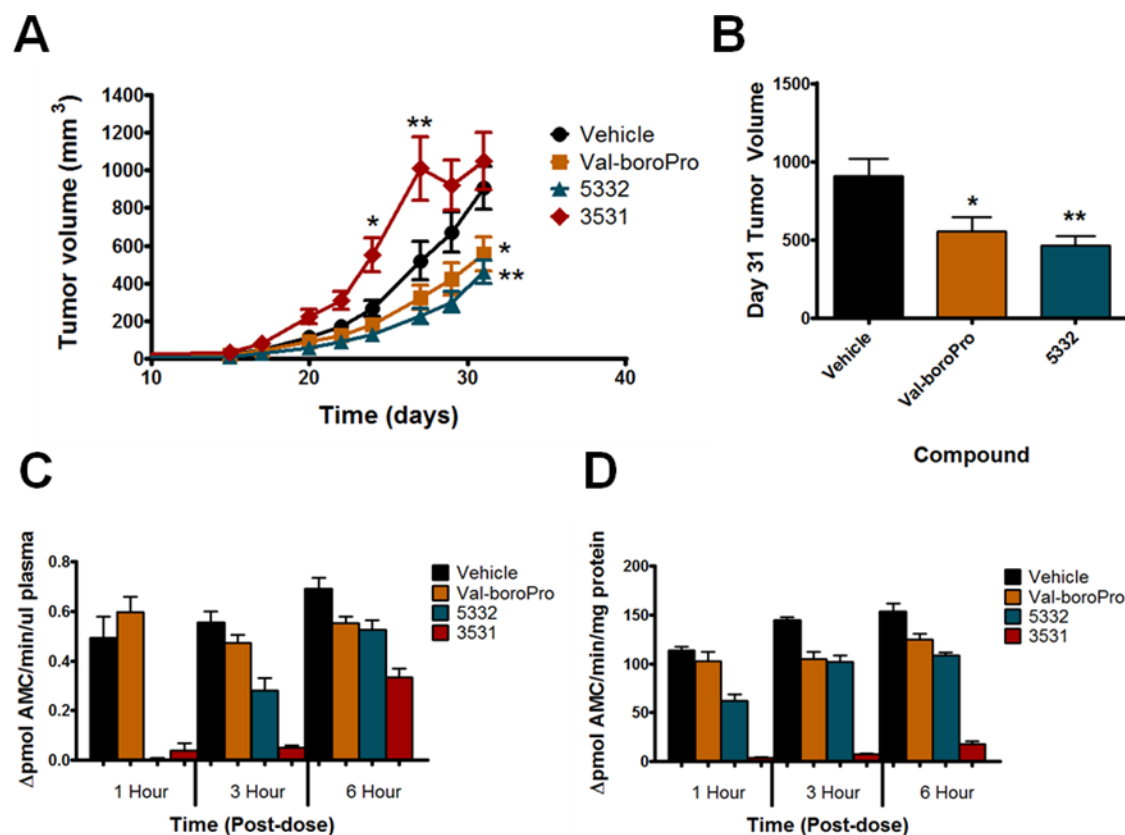 A
Tumor volume (mm 3)
1400
1200
1000
800
600
400
200
0
10
20
30
40
Time (days)
**
*
*
**
Vehicle
Val-boroPro
5332
3531
B
Day 31 Tumor Volume
1500
1000
500
0
*
**
Vehicle
Val-boroPro
5332
Compound
C
Δpmol AMC/min/ul plasma
0.8
0.6
0.4
0.2
0.0
Vehicle
Val-boroPro
5332
3531
1 Hour
3 Hour
6 Hour
Time (Post-dose)
D
Δpmol AMC/min/mg protein
200
150
100
50
0
Vehicle
Val-boroPro
5332
3531
1 Hour
3 Hour
6 Hour
Time (Post-dose)